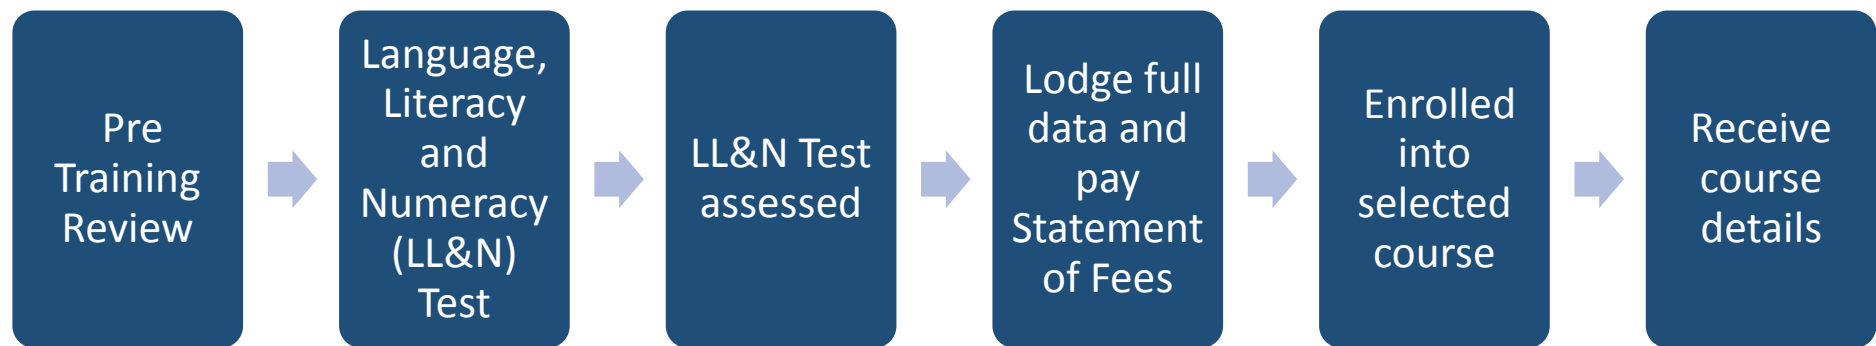 Pre
Training
Review
Language,
Literacy
and
Numeracy
(LL&N)
Test
LL&N Test
assessed
Lodge full
data and
pay
Statement
of Fees
Enrolled
into
selected
course
Receive
course
details